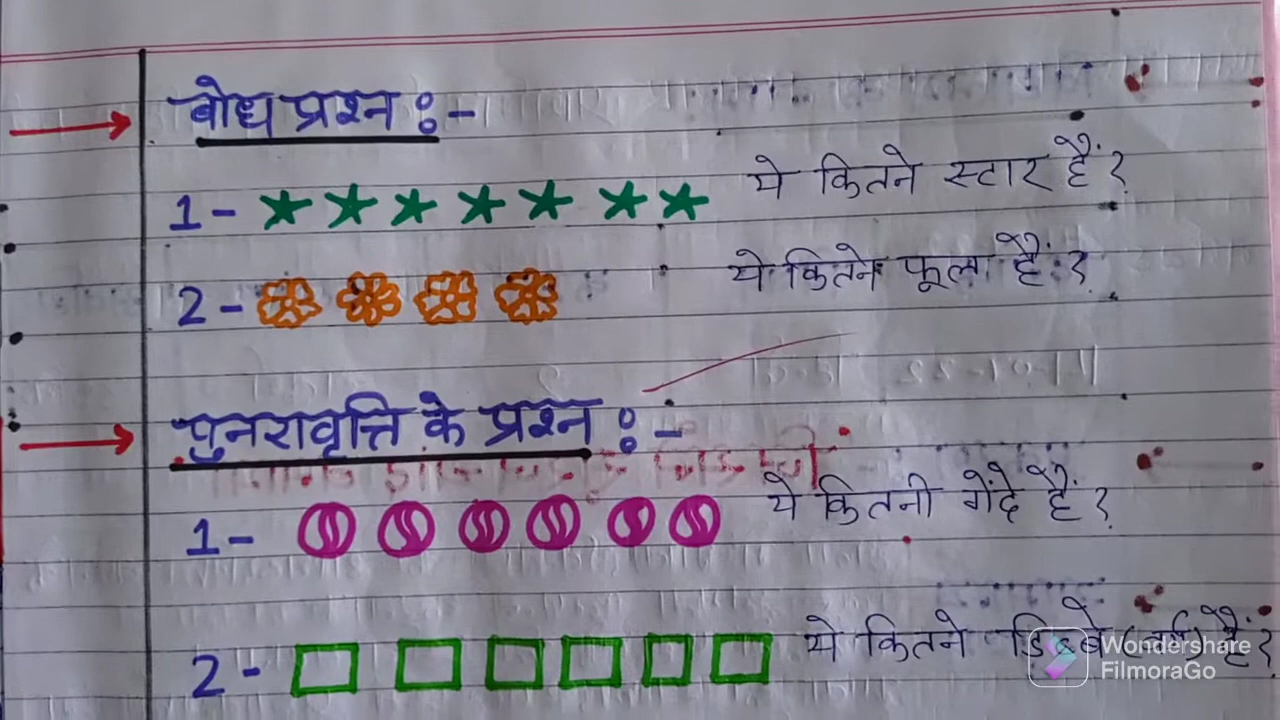 बोध प्रश्न :-
1- ये कितने स्टार हैं?
2- ये कितने फूल हैं?
पुनरावृत्ति के प्रश्न :-
1- ये कितनी गेंदे हैं?
2- ये कितने डिब्बे हैं?
Wondershare
FilmoraGo